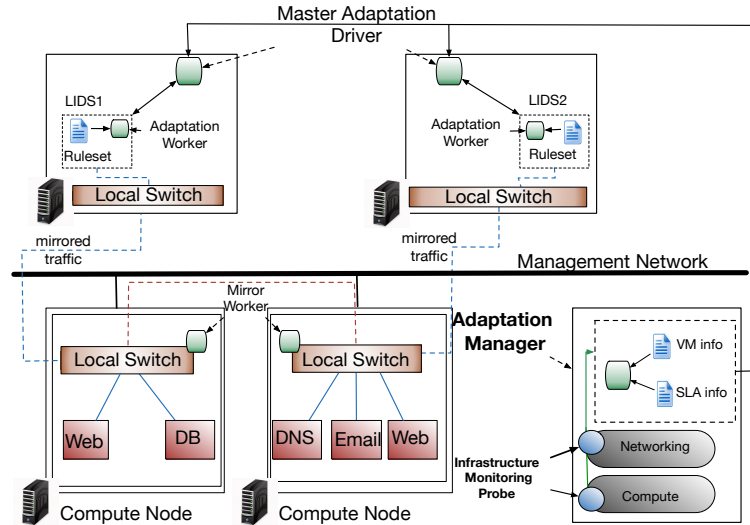 Master Adaptation
Driver
LIDS1
Ruleset
Adaptation
Worker
Local Switch
LIDS2
Adaptation
Worker
Ruleset
Local Switch
mirrored
traffic
mirrored
traffic
Management Network
Mirror
Worker
Local Switch
Web
DB
Compute Node
Local Switch
DNS
Email
Web
Compute Node
Adaptation
Manager
VM info
SLA info
Networking
Infrastructure
Monitoring
Probe
Compute